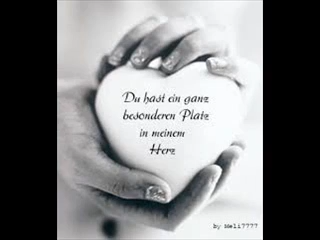 Du hast ein ganz
besonderen Platz
in meinem
Herz
by Meli7777